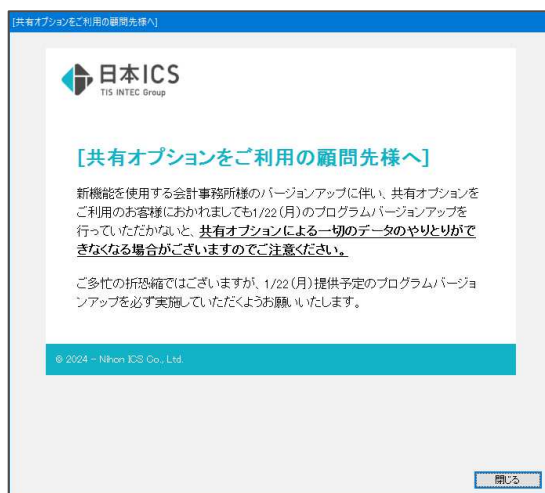 [共有オプションをご利用の顧問先様へ]
日本ICS
TIS INTEC Group
[共有オプションをご利用の顧問先様へ]
新機能を使用する会計事務所様のバージョンアップに伴い、共有オプションを
ご利用のお客様におかれましても1/22(月)のプログラムバージョンアップを
行っていただかないと、共有オプションによる一切のデータのやりとりがで
きなくなる場合がございますのでご注意ください。
ご多忙の折恐縮ではございますが、1/22(月)提供予定のプログラムバージョ
ンアップを必ず実施していただくようお願いいたします。
© 2024 - Nihon ICS Co., Ltd.
閉じる